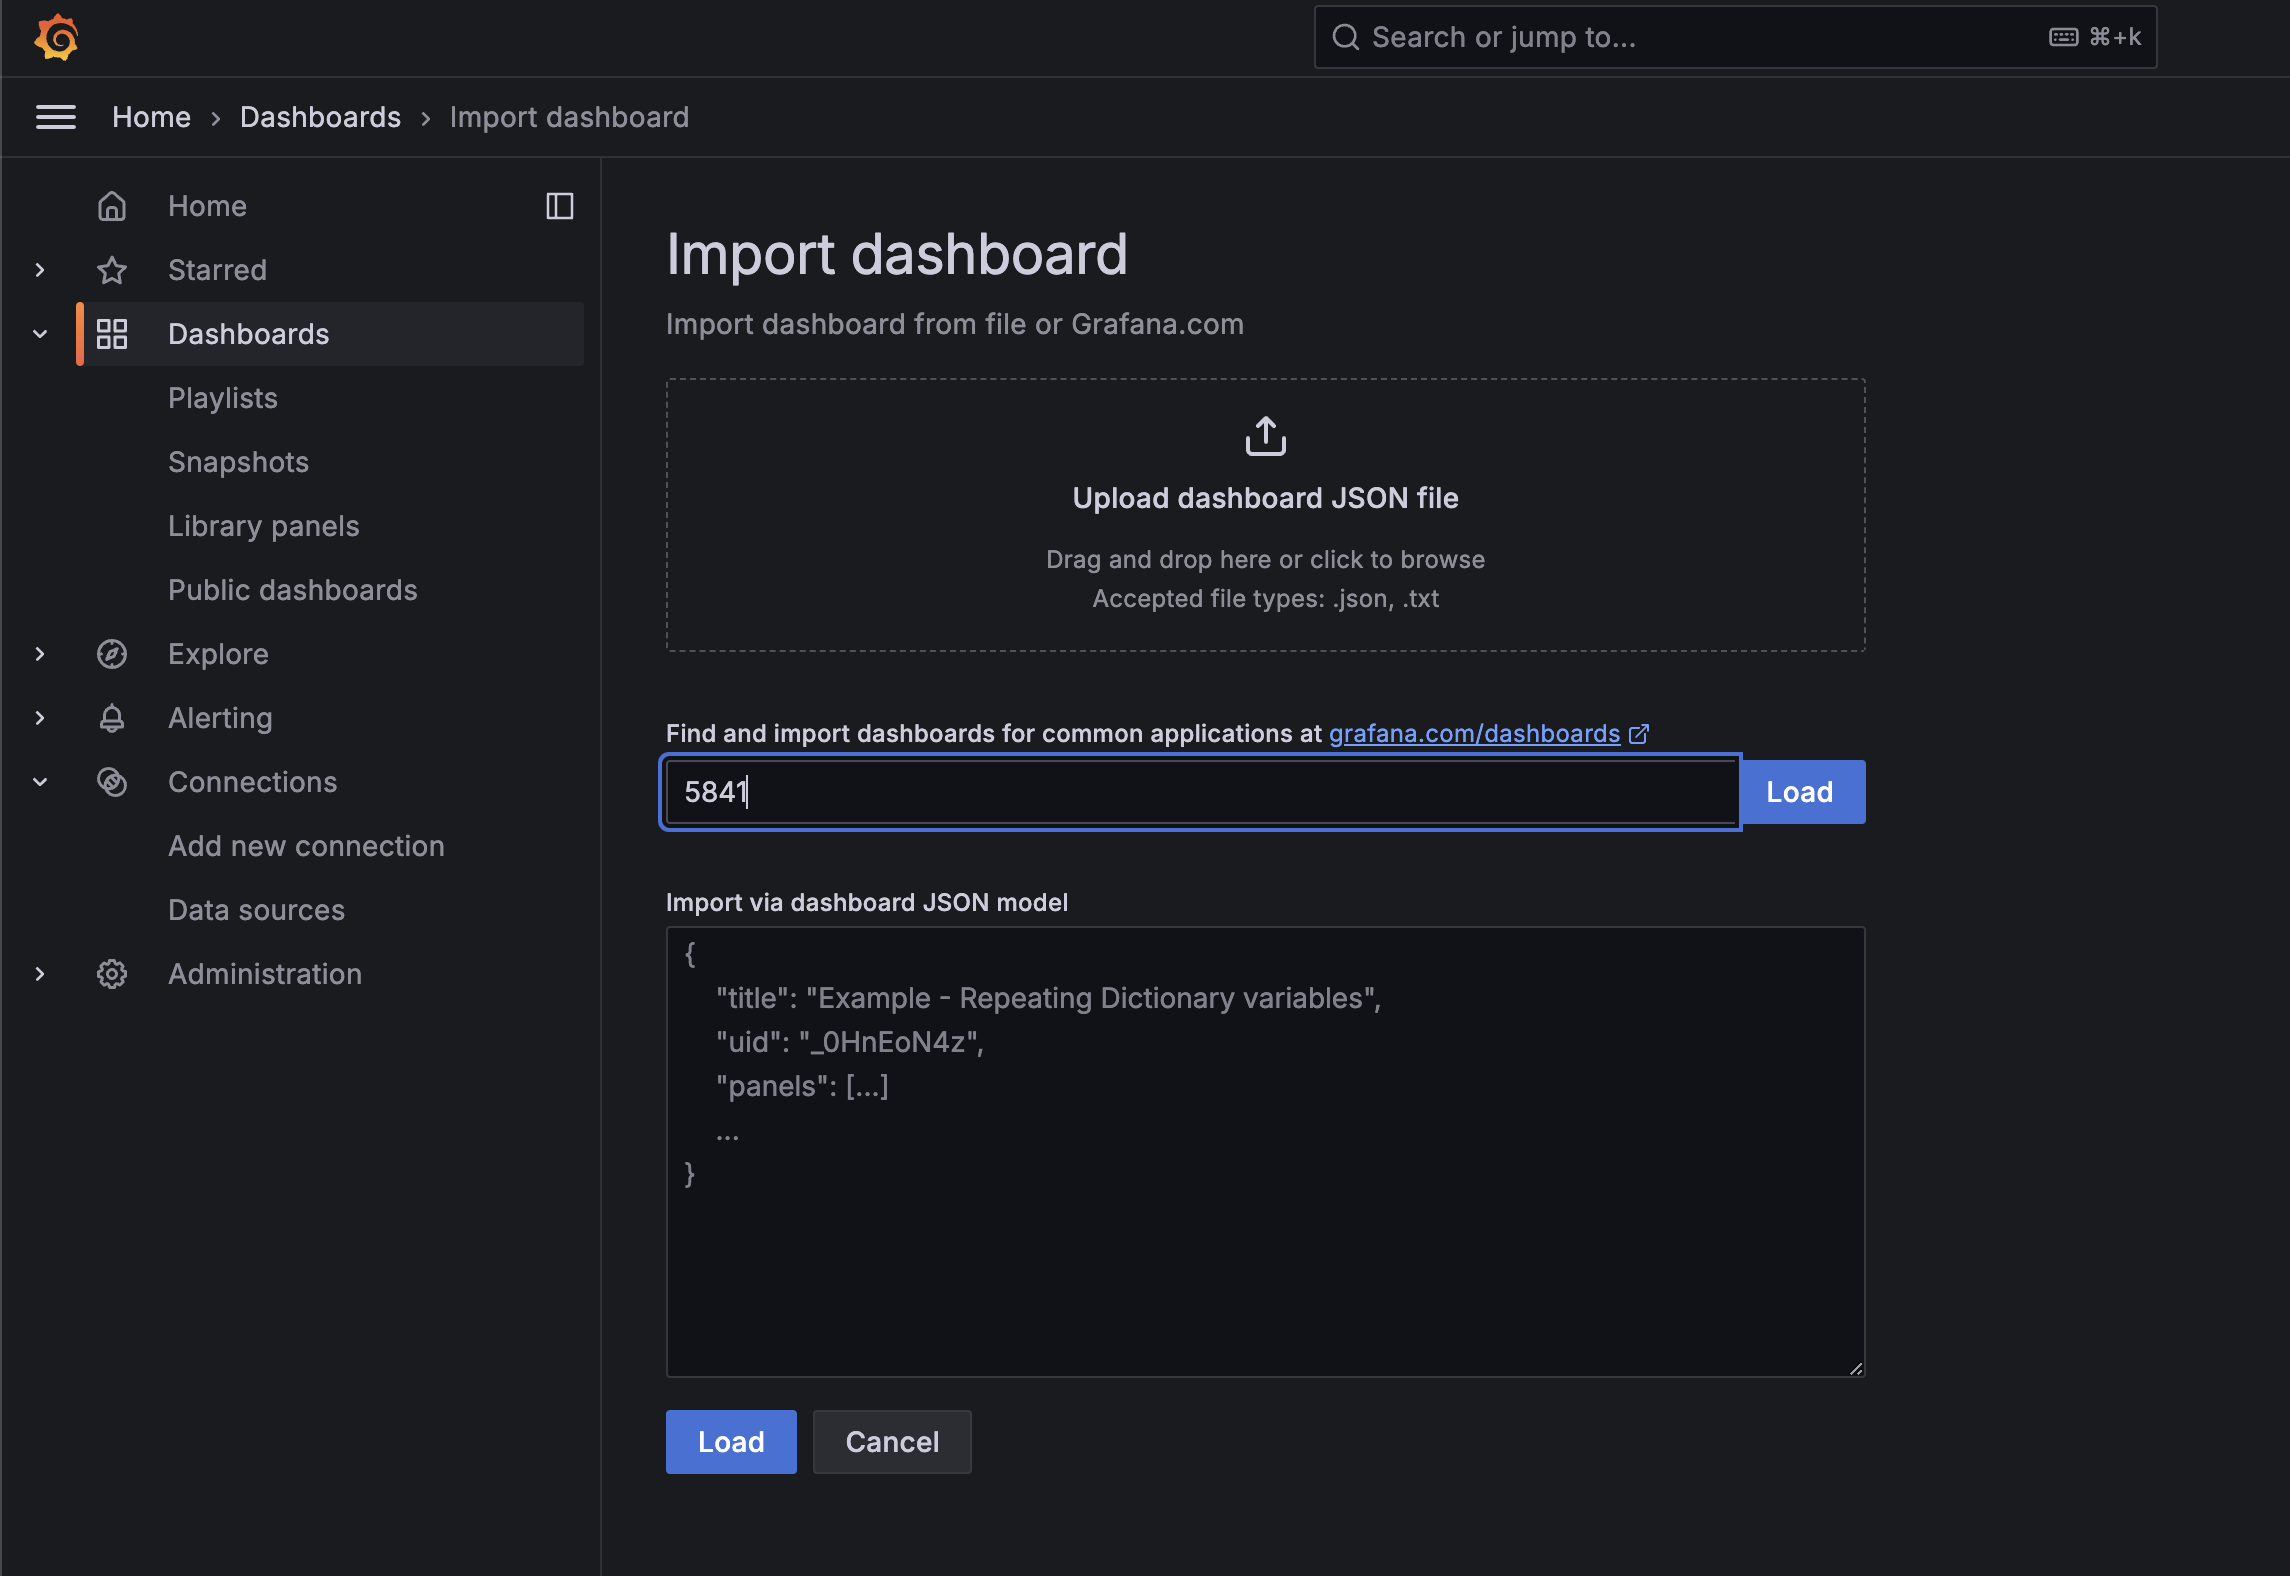 Search or jump to...
⌘+k
Home › Dashboards › Import dashboard
Home
Starred
Dashboards
Playlists
Snapshots
Library panels
Public dashboards
Explore
Alerting
Connections
Add new connection
Data sources
Administration
Import dashboard
Import dashboard from file or Grafana.com
Upload dashboard JSON file
Drag and drop here or click to browse
Accepted file types: .json, .txt
Find and import dashboards for common applications at grafana.com/dashboards
5841
Load
Import via dashboard JSON model
{
"title": "Example - Repeating Dictionary variables",
"uid": "_0HnEoN4z",
"panels": [...]
...
}
Load
Cancel